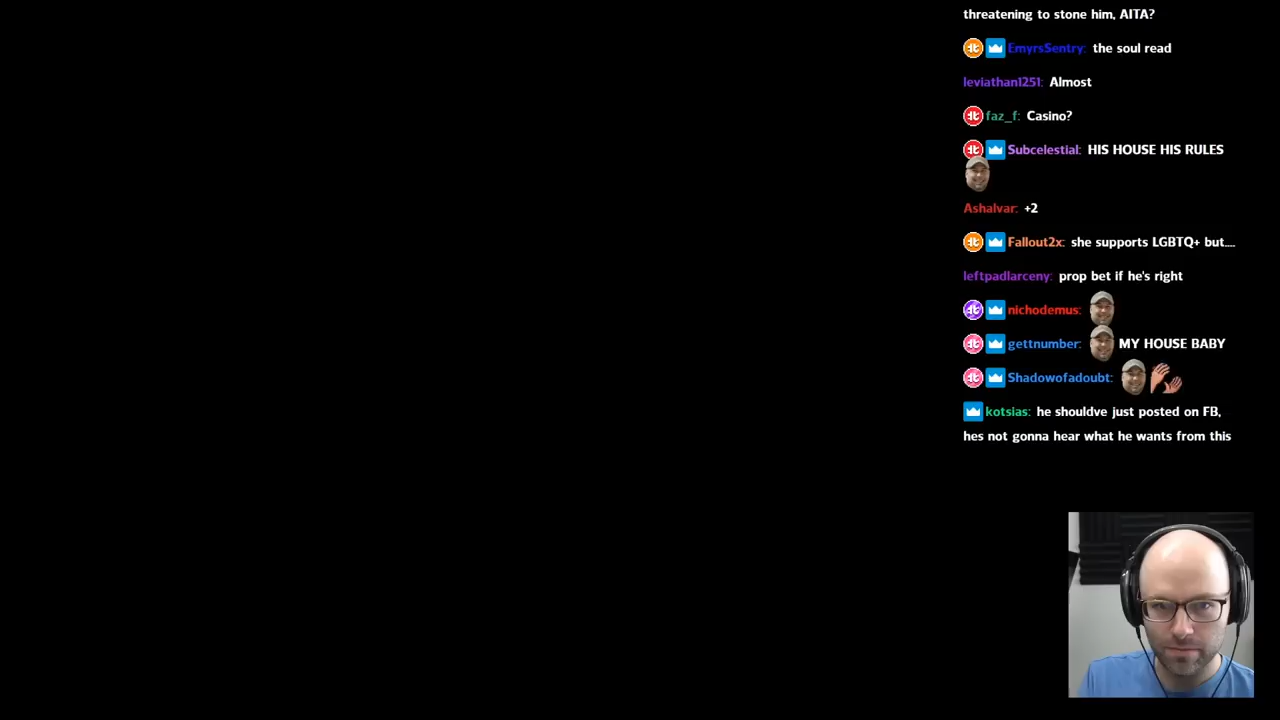 threatening to stone him, AITA?
EmyrsSentry: the soul read
leviathan1251: Almost
faz_f: Casino?
Subcelestial: HIS HOUSE HIS RULES
Ashalvar: +2
Fallout2x: she supports LGBTQ+ but....
leftpadlarceny: prop bet if he's right
nichodemus:
gettnumber: MY HOUSE BABY
Shadowofadoubt:
kotsias: he shouldve just posted on FB,
hes not gonna hear what he wants from this